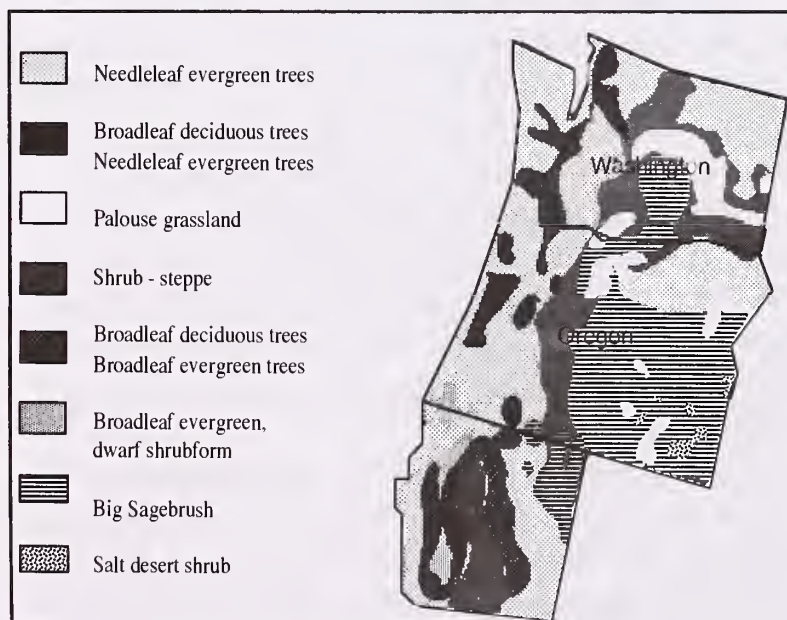 Needleleaf evergreen trees
Broadleaf deciduous trees
Needleleaf evergreen trees
Palouse grassland
Shrub - steppe
Broadleaf deciduous trees
Broadleaf evergreen trees
Broadleaf evergreen,
dwarf shrubform
Big Sagebrush
Salt desert shrub
Washington
Oregon